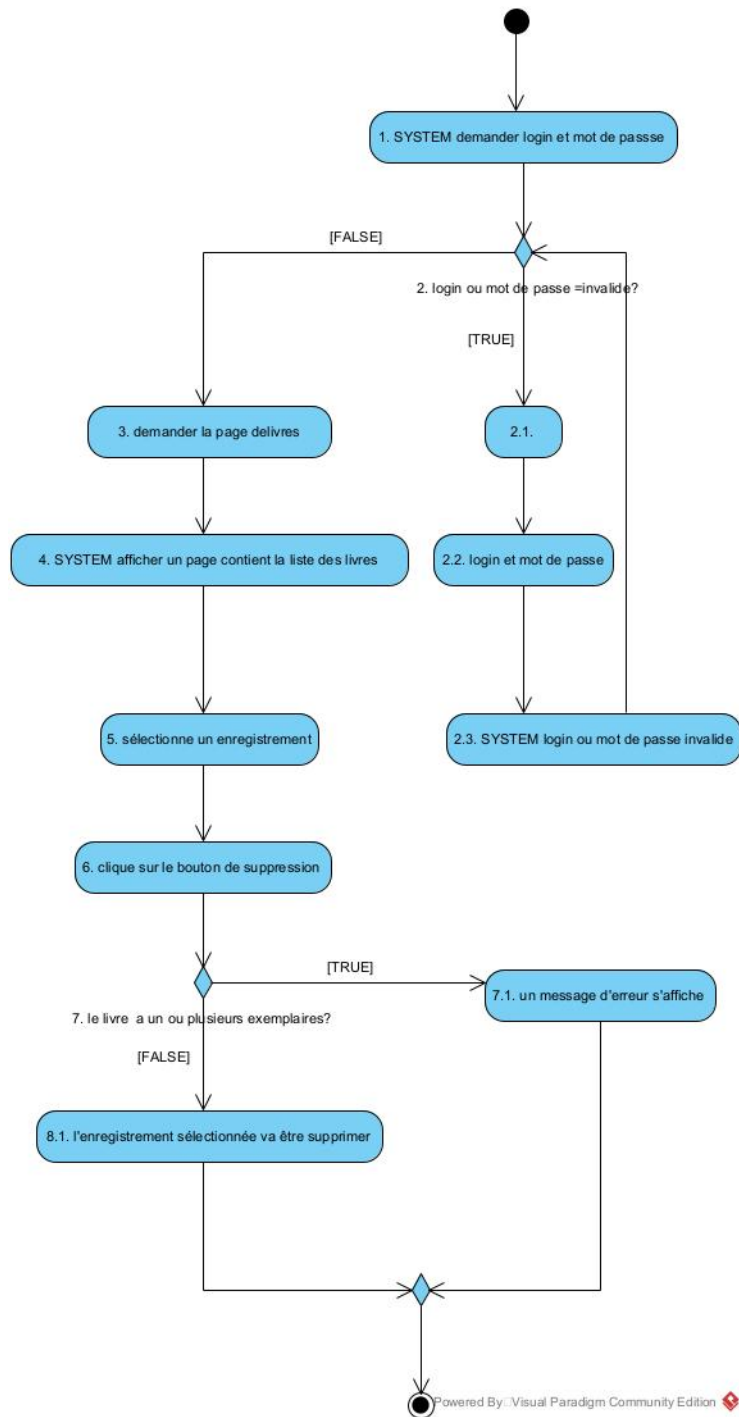 1. SYSTEM demander login et mot de passse
[FALSE]
2. login ou mot de passe =invalide?
[TRUE]
3. demander la page delivres
2.1.
4. SYSTEM afficher un page contient la liste des livres
2.2. login et mot de passe
5. sélectionne un enregistrement
2.3. SYSTEM login ou mot de passe invalide
6. clique sur le bouton de suppression
[TRUE]
7.1. un message d'erreur s'affiche
7. le livre a un ou plusieurs exemplaires?
[FALSE]
8.1. l'enregistrement sélectionnée va être supprimer
Powered By Visual Paradigm Community Edition